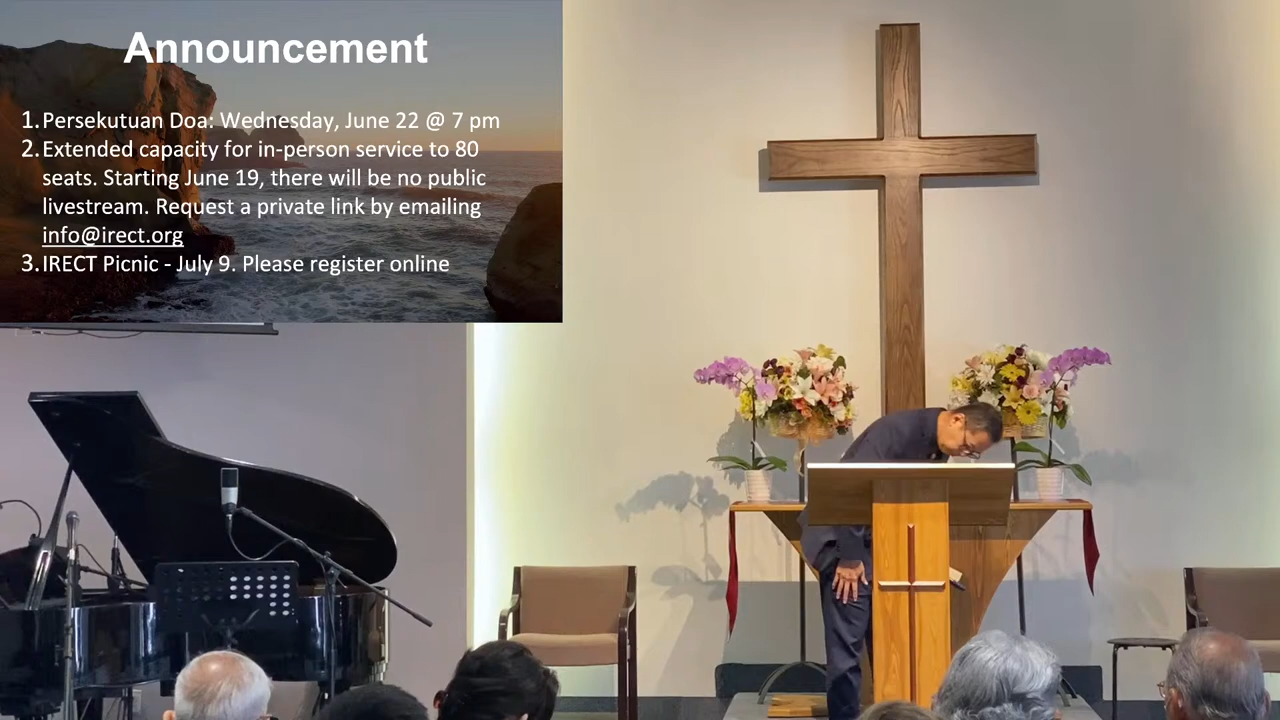 Announcement
1. Persekutuan Doa: Wednesday, June 22 @ 7 pm
2. Extended capacity for in-person service to 80
seats. Starting June 19, there will be no public
livestream. Request a private link by emailing
info@irect.org
3. IRECT Picnic - July 9. Please register online